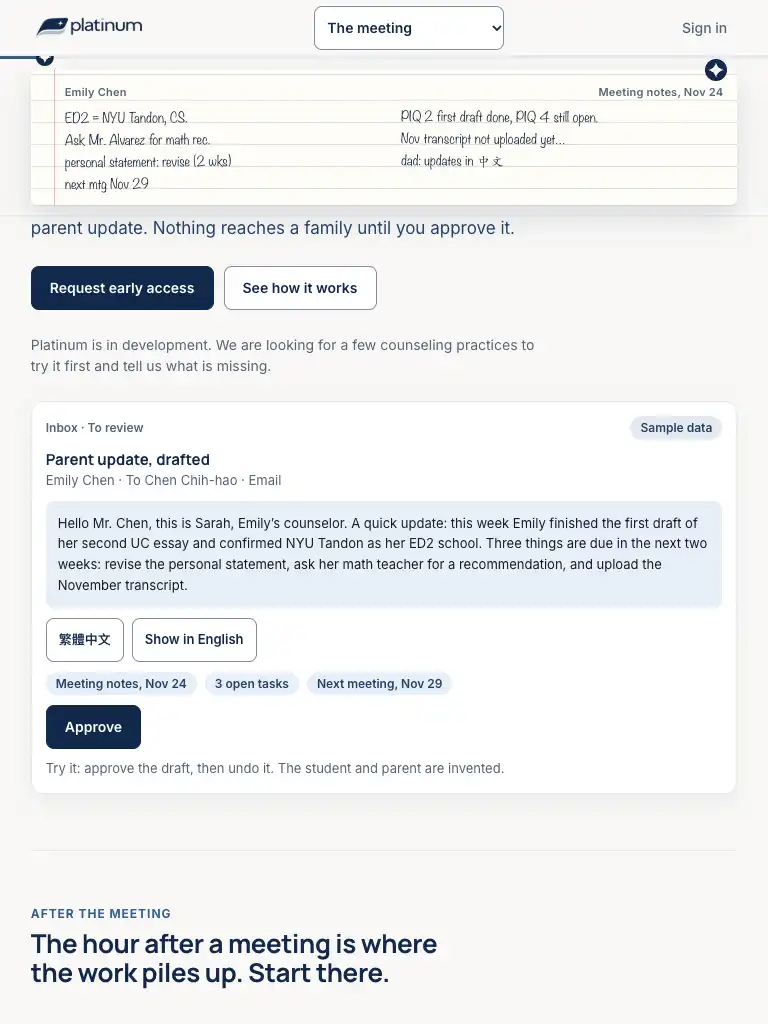 platinum
The meeting
Sign in
Emily Chen
Meeting notes, Nov 24
ED2 = NYU Tandon, CS.
Ask Mr. Alvarez for math rec.
personal statement: revise (2 wks)
next mtg Nov 29
PIQ 2 first draft done, PIQ 4 still open.
Nov transcript not uploaded yet...
dad: updates in 中文
parent update. Nothing reaches a family until you approve it.
Request early access
See how it works
Platinum is in development. We are looking for a few counseling practices to
try it first and tell us what is missing.
Inbox · To review
Sample data
Parent update, drafted
Emily Chen · To Chen Chih-hao · Email
Hello Mr. Chen, this is Sarah, Emily's counselor. A quick update: this week Emily finished the first draft of
her second UC essay and confirmed NYU Tandon as her ED2 school. Three things are due in the next two
weeks: revise the personal statement, ask her math teacher for a recommendation, and upload the
November transcript.
繁體中文
Show in English
Meeting notes, Nov 24
3 open tasks
Next meeting, Nov 29
Approve
Try it: approve the draft, then undo it. The student and parent are invented.
AFTER THE MEETING
The hour after a meeting is where
the work piles up. Start there.